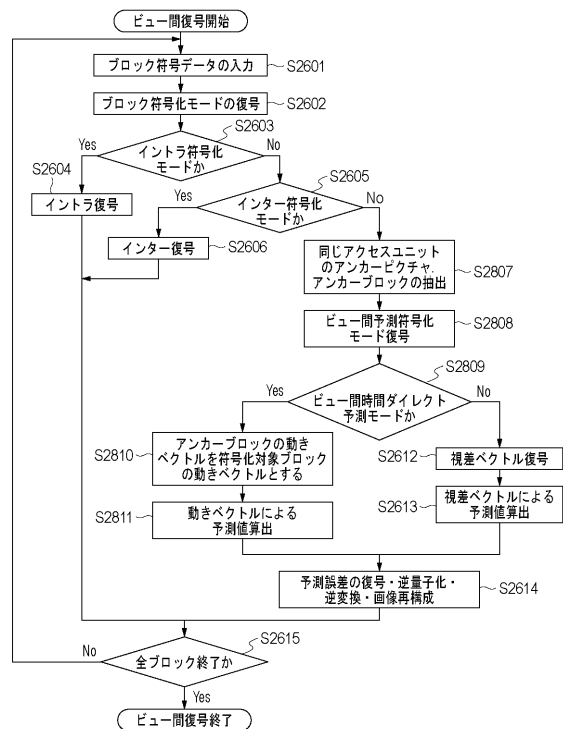 ビュー間復号開始
ブロック符号データの入力
S2601
ブロック符号化モードの復号
S2602
S2603
イントラ符号化
モードか
Yes
No
S2604
イントラ復号
S2605
インター符号化
モードか
Yes
No
インター復号
S2606
同じアクセスユニット
のアンカーピクチャ,
アンカーブロックの抽出
S2807
ビュー間予測符号化
モード復号
S2808
S2809
ビュー間時間ダイレクト
予測モードか
Yes
No
S2810
アンカーブロックの動き
ベクトルを符号化対象ブロック
の動きベクトルとする
S2612
視差ベクトル復号
S2811
動きベクトルによる
予測値算出
S2613
視差ベクトルによる
予測値算出
予測誤差の復号・逆量子化・
逆変換・画像再構成
S2614
S2615
全ブロック終了か
No
Yes
ビュー間復号終了